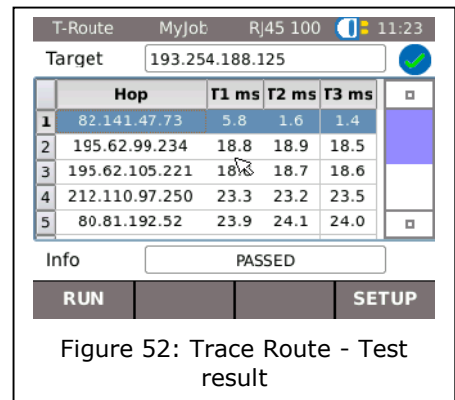 T-Route MyJob RJ45 100 11:23
Target 193.254.188.125
Hop T1 ms T2 ms T3 ms
1 82.141.47.73 5.8 1.6 1.4
2 195.62.99.234 18.8 18.9 18.5
3 195.62.105.221 18.7 18.6
4 212.110.97.250 23.3 23.2 23.5
5 80.81.192.52 23.9 24.1 24.0
Info PASSED
RUN SETUP
Figure 52: Trace Route - Test
result